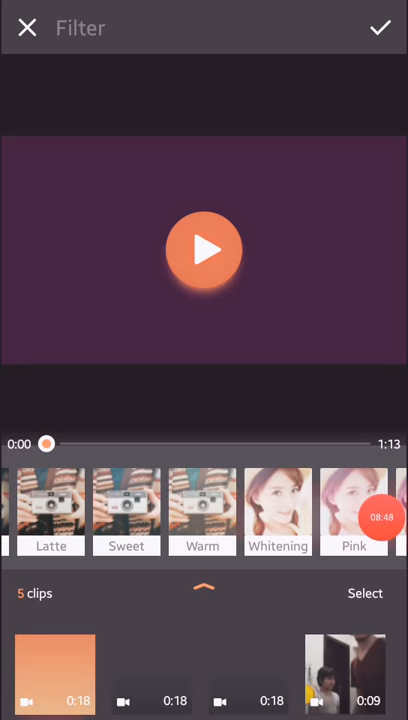 Filter
0:00 1:13
Latte Sweet Warm Whitening Pink
08:48
5 clips Select
0:18 0:18 0:18 0:09